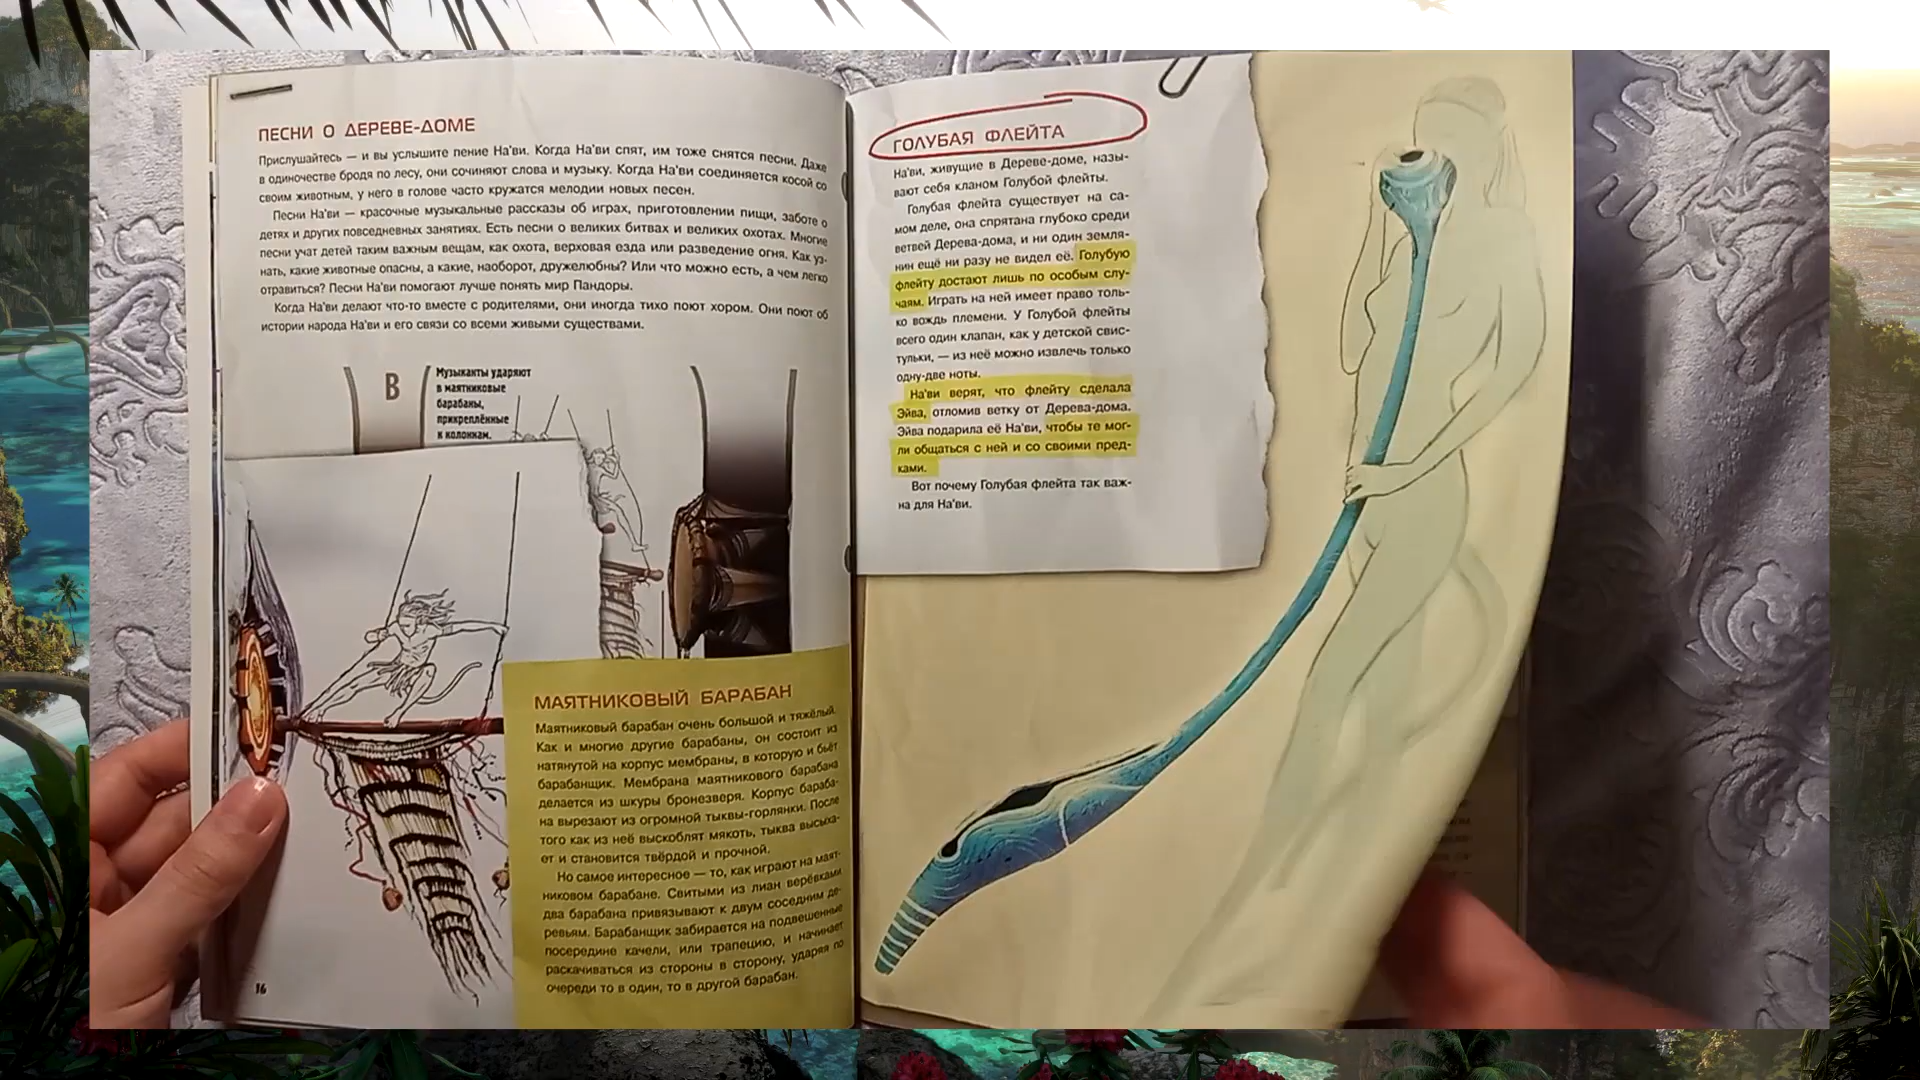 ПЕСНИ О ДЕРЕВЕ-ДОМЕ
Прислушайтесь — и вы услышите пение На'ви. Когда На'ви спят, им тоже снятся песни. Даже
в одиночестве бродя по лесу, они сочиняют слова и музыку. Когда На'ви соединяется косой со
своим животным, у него в голове часто кружатся мелодии новых песен.
Песни На'ви — красочные музыкальные рассказы об играх, приготовлении пищи, заботе о
детях и других повседневных занятиях. Есть песни о великих битвах и великих охотах. Многие
песни учат детей таким важным вещам, как охота, верховая езда или разведение огня. Как уз-
нать, какие животные опасны, а какие, наоборот, дружелюбны? Или что можно есть, а чем легко
отравиться? Песни На'ви помогают лучше понять мир Пандоры.
Когда На'ви делают что-то вместе с родителями, они иногда тихо поют хором. Они поют об
истории народа На'ви и его связи со всеми живыми существами.
В
Музыканты ударяют
в маятниковые
барабаны,
прикреплённые
к колоннам.
МАЯТНИКОВЫЙ БАРАБАН
Маятниковый барабан очень большой и тяжёлый.
Как и многие другие барабаны, он состоит из
натянутой на корпус мембраны, в которую и бьёт
барабанщик. Мембрана маятникового барабана
делается из шкуры бронезверя. Корпус бараба-
на вырезают из огромной тыквы-горлянки. После
того как из неё выскоблят мякоть, тыква высыха-
ет и становится твёрдой и прочной.
Но самое интересное — то, как играют на маят-
никовом барабане. Свитыми из лиан верёвками
два барабана привязывают к двум соседним де-
ревьям. Барабанщик забирается на подвешенные
посередине качели, или трапецию, и начинает
раскачиваться из стороны в сторону, ударяя по
очереди то в один, то в другой барабан.
16
ГОЛУБАЯ ФЛЕЙТА
На'ви, живущие в Дереве-доме, назы-
вают себя кланом Голубой флейты.
Голубая флейта существует на са-
мом деле, она спрятана глубоко среди
ветвей Дерева-дома, и ни один земля-
нин ещё ни разу не видел её. Голубую
флейту достают лишь по особым слу-
чаям. Играть на ней имеет право толь-
ко вождь племени. У Голубой флейты
всего один клапан, как у детской свис-
тульки, — из неё можно извлечь только
одну-две ноты.
На'ви верят, что флейту сделала
Эйва, отломив ветку от Дерева-дома.
Эйва подарила её На'ви, чтобы те мог-
ли общаться с ней и со своими пред-
ками.
Вот почему Голубая флейта так важ-
на для На'ви.